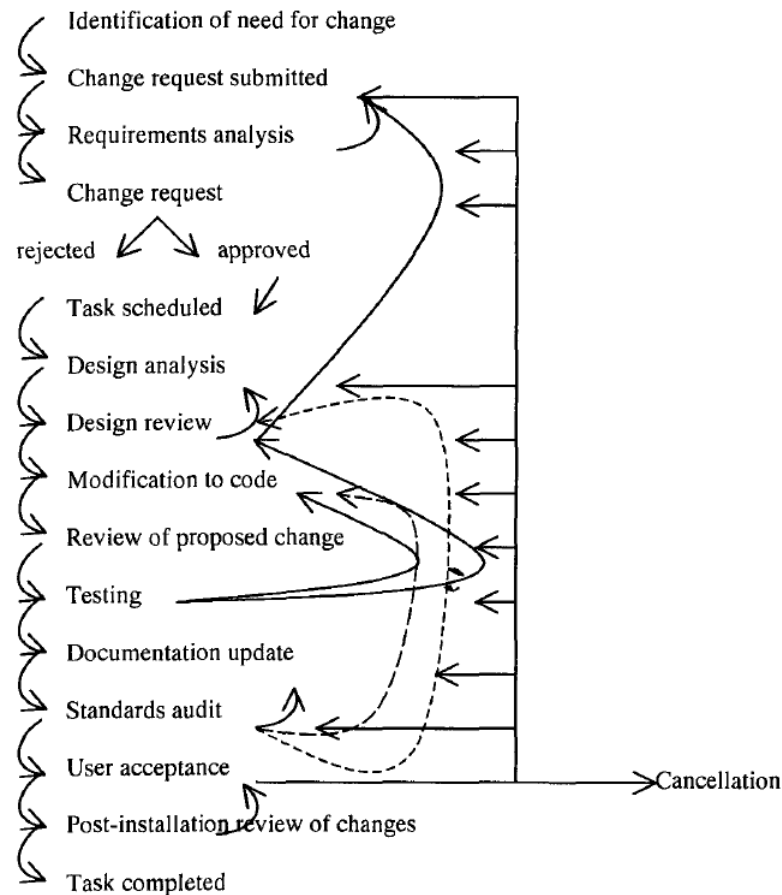 Identification of need for change
Change request submitted
Requirements analysis
Change request
rejected approved
Task scheduled
Design analysis
Design review
Modification to code
Review of proposed change
Testing
Documentation update
Standards audit
User acceptance
Cancellation
Post-installation review of changes
Task completed